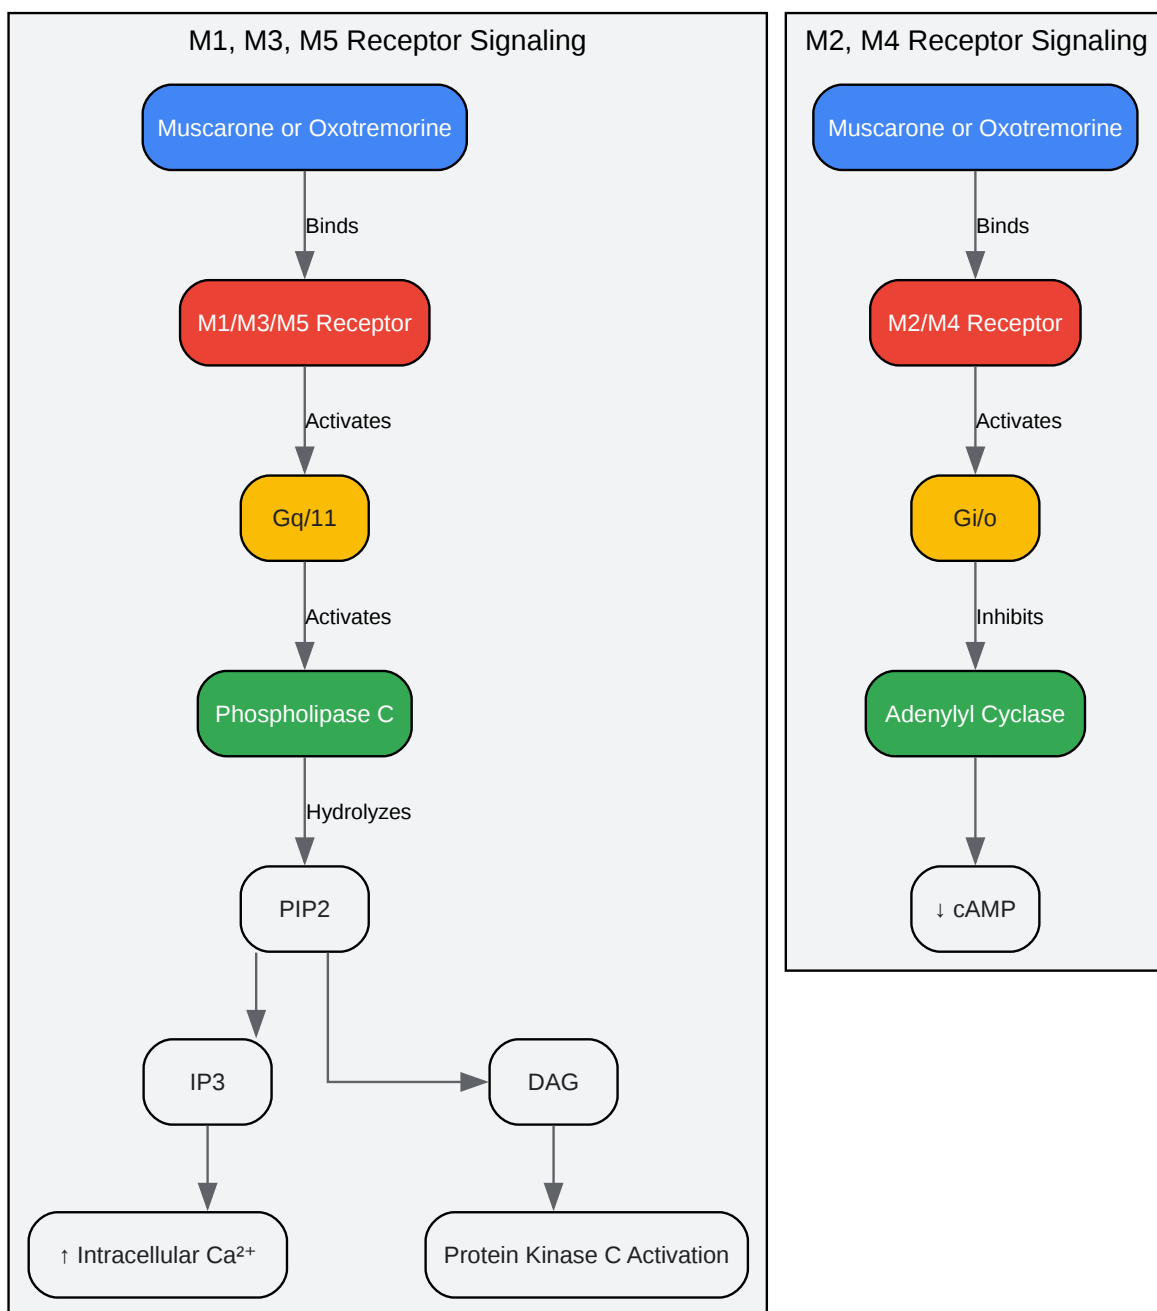 M1, M3, M5 Receptor Signaling
Muscarone or Oxotremorine
Binds
M1/M3/M5 Receptor
Activates
Gq/11
Activates
Phospholipase C
Hydrolyzes
PIP2
IP3
DAG
↑ Intracellular Ca²⁺
Protein Kinase C Activation
M2, M4 Receptor Signaling
Muscarone or Oxotremorine
Binds
M2/M4 Receptor
Activates
Gi/o
Inhibits
Adenylyl Cyclase
↓ cAMP